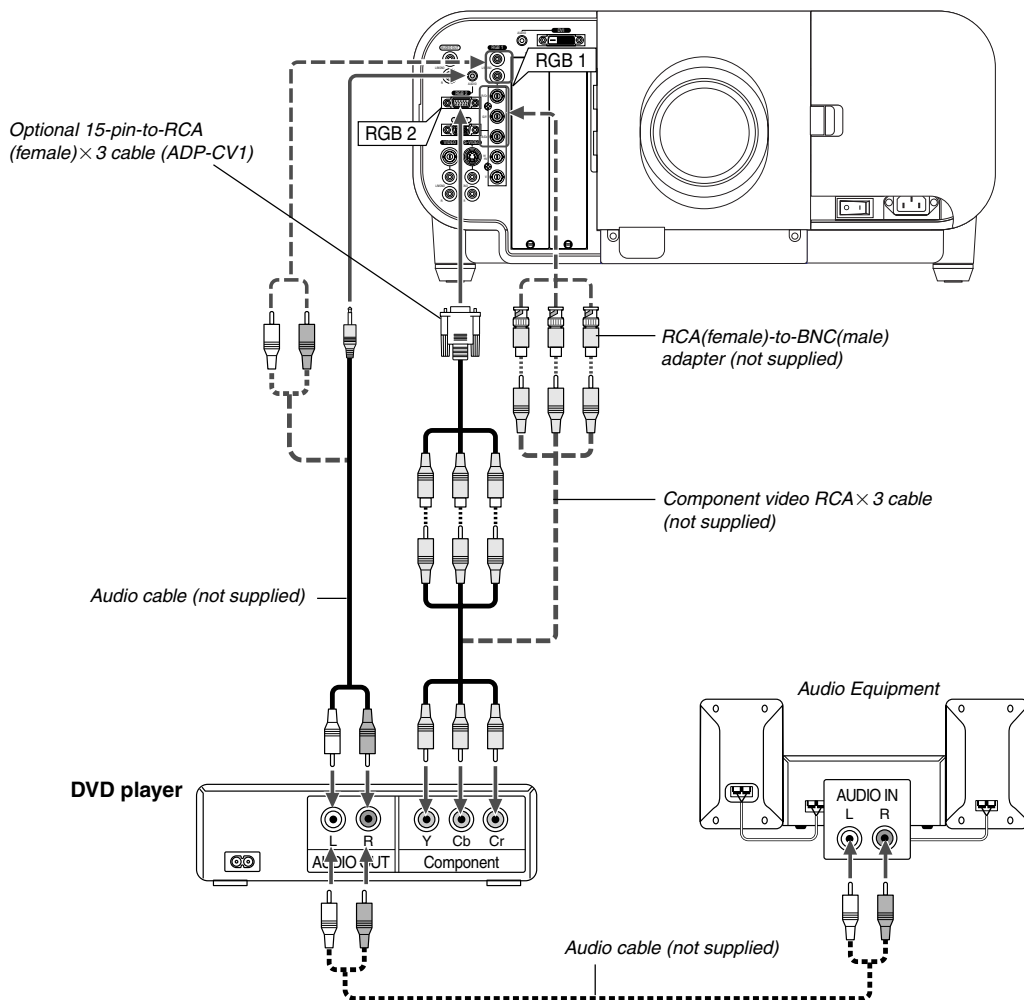 RGB 1
RGB 2
Optional 15-pin-to-RCA
(female)×3 cable (ADP-CV1)
RCA(female)-to-BNC(male)
adapter (not supplied)
Component video RCA×3 cable
(not supplied)
Audio cable (not supplied)
Audio Equipment
DVD player
AUDIO IN
L R
L R
Y Cb Cr
AUDIO OUT
Component
Audio cable (not supplied)